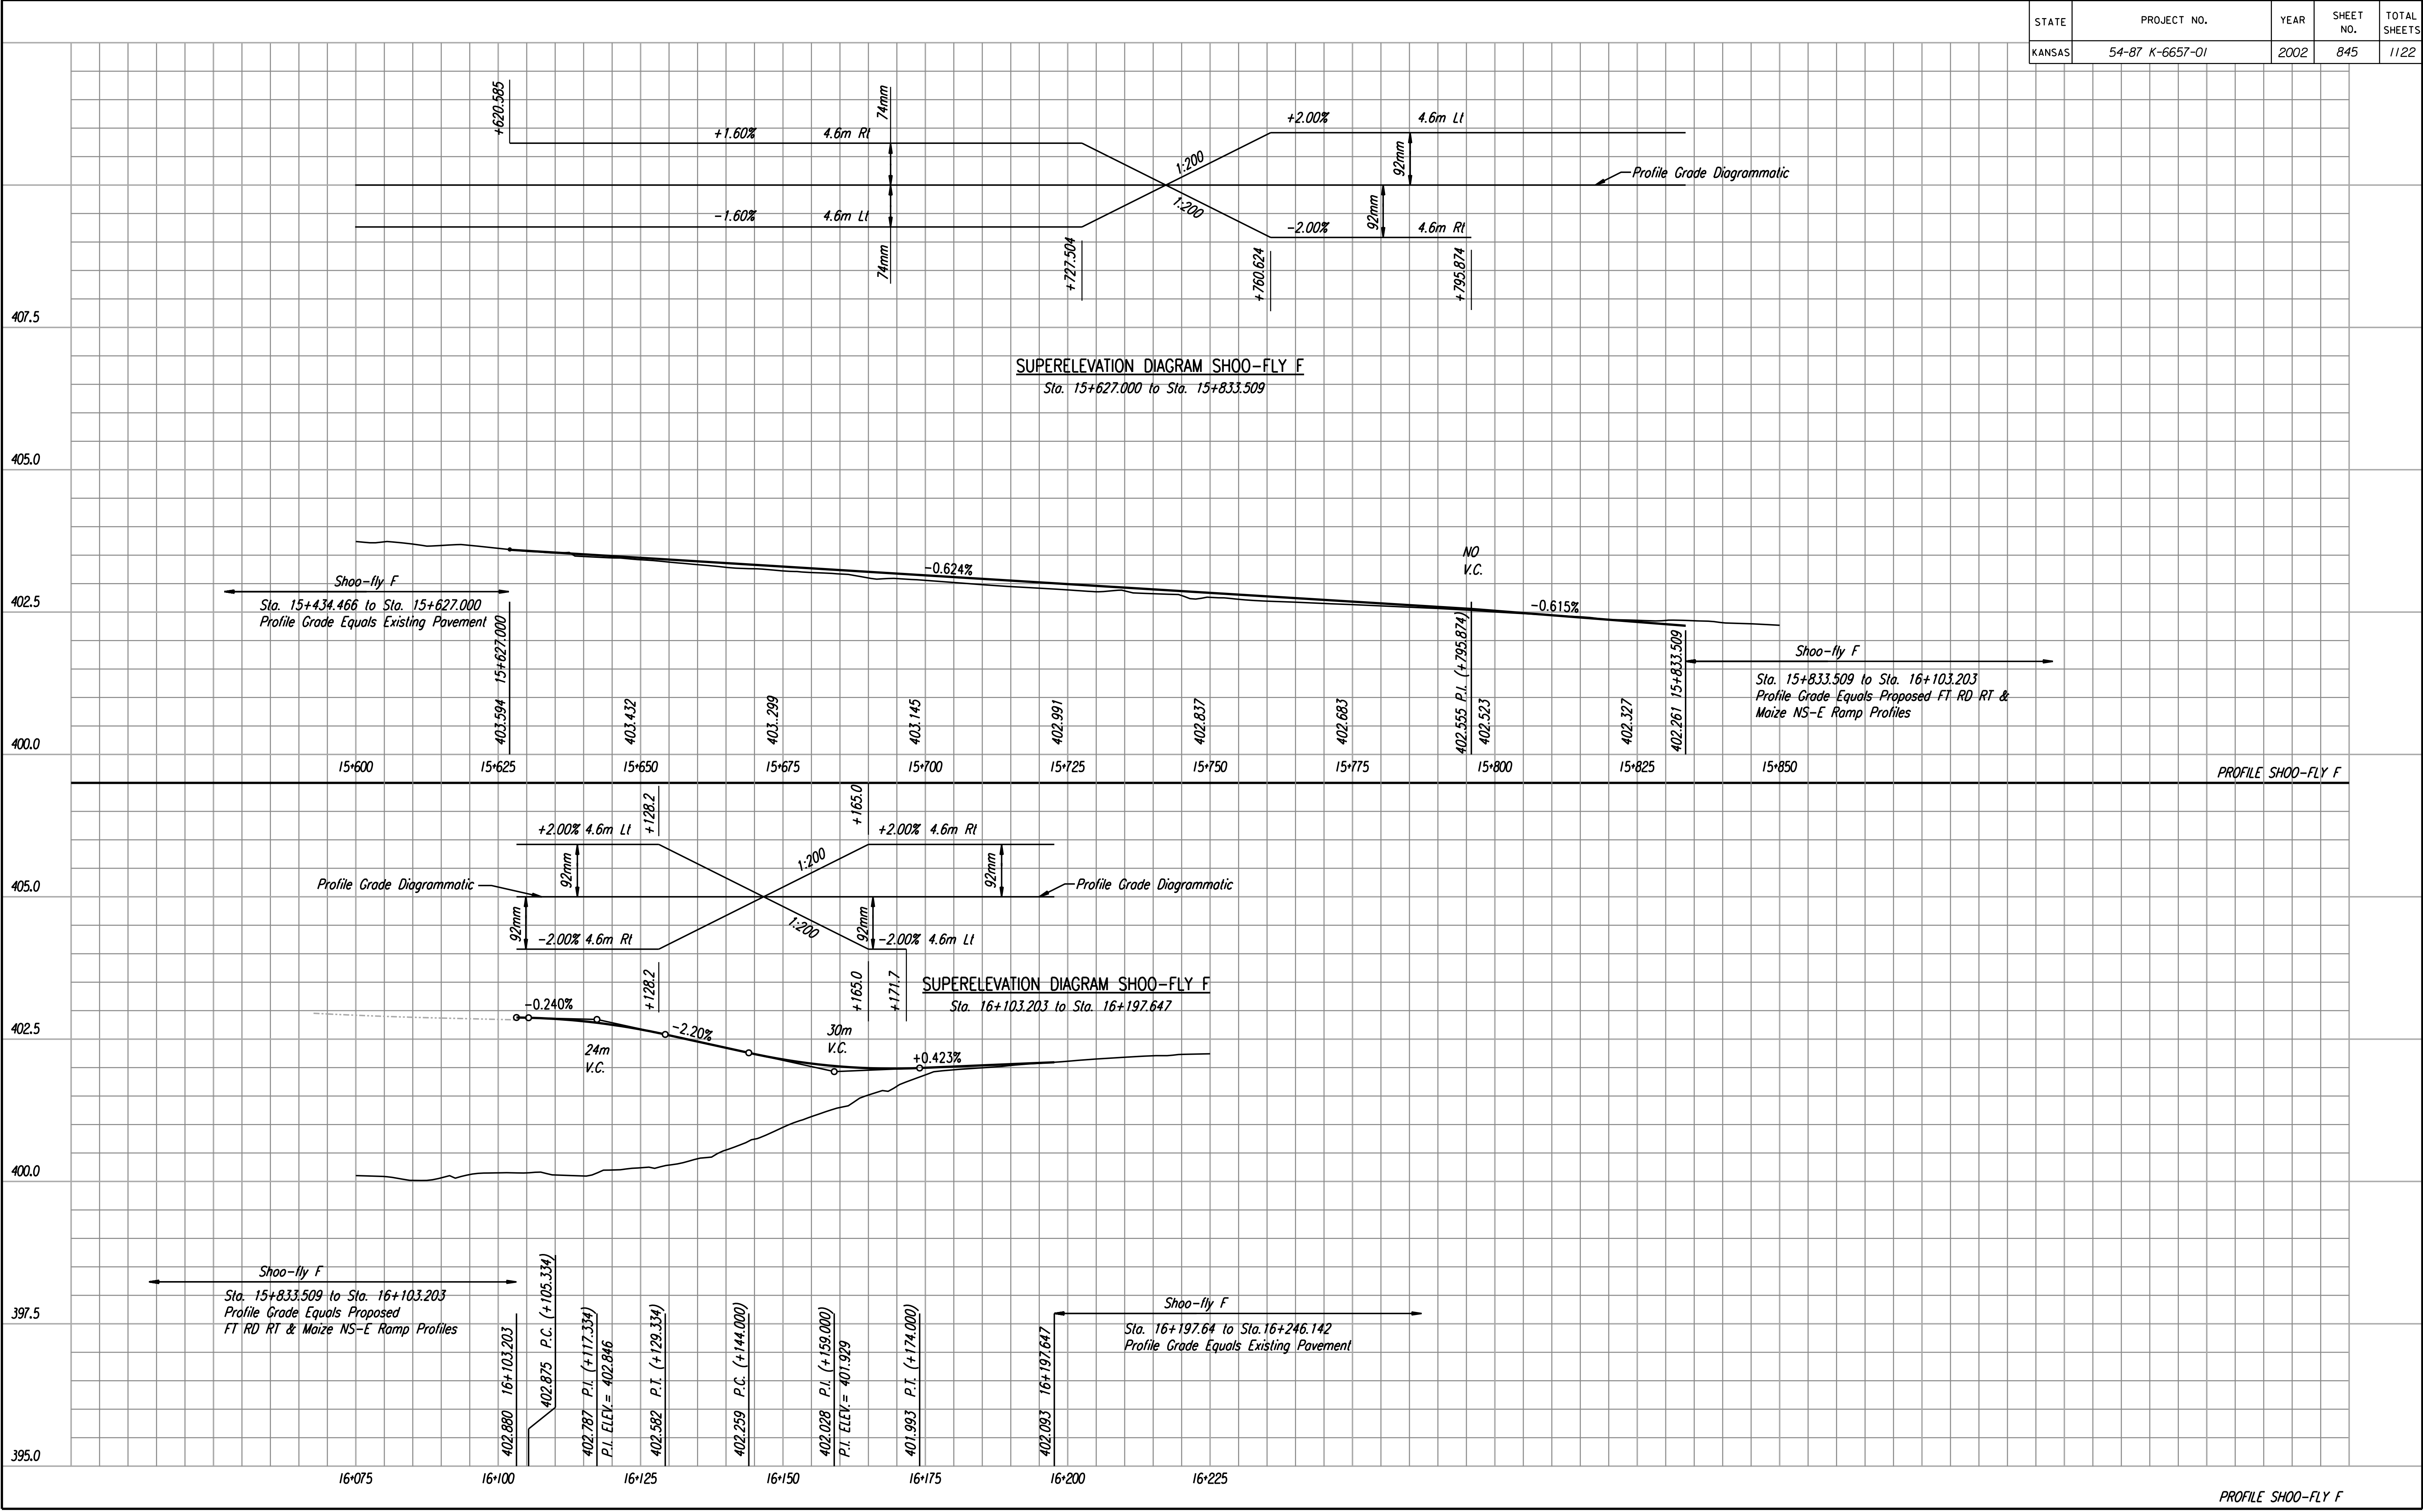 STATE PROJECT NO. YEAR SHEET NO. TOTAL SHEETS
KANSAS 54-87 K-6657-01 2002 845 1122
+620.585
74mm
+1.60% 4.6m Rt
+2.00% 4.6m Lt
1:200
92mm
Profile Grade Diagrammatic
-1.60% 4.6m Lt
1:200
92mm
-2.00% 4.6m Rt
74mm
+727.504
+760.624
+795.874
407.5
SUPERELEVATION DIAGRAM SHOO-FLY F
Sta. 15+627.000 to Sta. 15+833.509
405.0
NO
V.C.
-0.624%
Shoo-fly F
Sta. 15+434.466 to Sta. 15+627.000
Profile Grade Equals Existing Pavement
402.5
-0.615%
Shoo-fly F
Sta. 15+833.509 to Sta. 16+103.203
Profile Grade Equals Proposed FT RD RT &
Maize NS-E Ramp Profiles
403.594 15+627.000
403.432
403.299
403.145
402.991
402.837
402.683
402.555 P.I. (+795.874)
402.523
402.327
402.261 15+833.509
400.0
15+600 15+625 15+650 15+675 15+700 15+725 15+750 15+775 15+800 15+825 15+850
PROFILE SHOO-FLY F
+128.2
+165.0
+2.00% 4.6m Lt
+2.00% 4.6m Rt
1:200
92mm
92mm
405.0
Profile Grade Diagrammatic
Profile Grade Diagrammatic
92mm
92mm
-2.00% 4.6m Rt
1:200
-2.00% 4.6m Lt
+128.2
+165.0
+171.7
SUPERELEVATION DIAGRAM SHOO-FLY F
Sta. 16+103.203 to Sta. 16+197.647
-0.240%
402.5
-2.20%
30m
V.C.
24m
V.C.
+0.423%
400.0
Shoo-fly F
Sta. 15+833.509 to Sta. 16+103.203
Profile Grade Equals Proposed
FT RD RT & Maize NS-E Ramp Profiles
397.5
Shoo-fly F
Sta. 16+197.64 to Sta.16+246.142
Profile Grade Equals Existing Pavement
402.880 16+103.203
402.875 P.C. (+105.334)
402.787 P.I. (+117.334)
P.I. ELEV.= 402.846
402.582 P.T. (+129.334)
402.259 P.C. (+144.000)
402.028 P.I. (+159.000)
P.I. ELEV.= 401.929
401.993 P.T. (+174.000)
402.093 16+197.647
395.0
16+075 16+100 16+125 16+150 16+175 16+200 16+225
PROFILE SHOO-FLY F